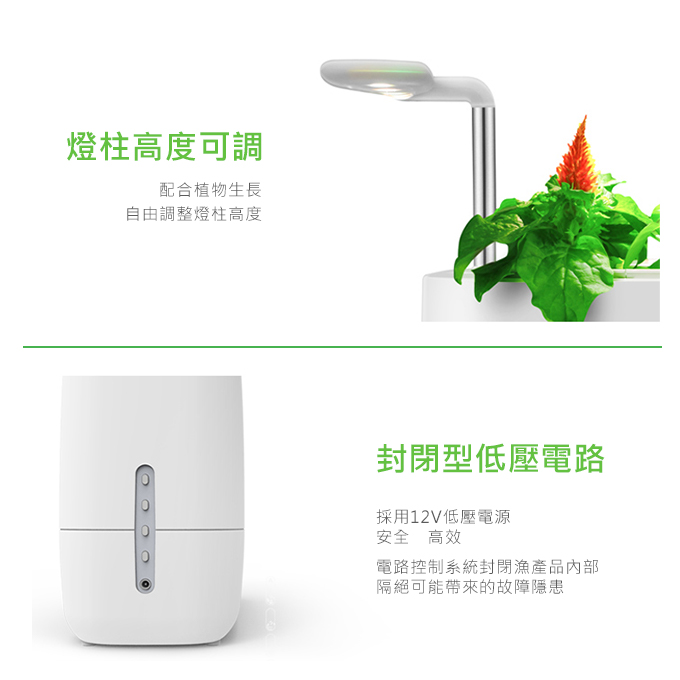 燈柱高度可調
配合植物生長
自由調整燈柱高度
封閉型低壓電路
採用12V低壓電源
安全 高效
電路控制系統封閉漁產品內部
隔絕可能帶來的故障隱患